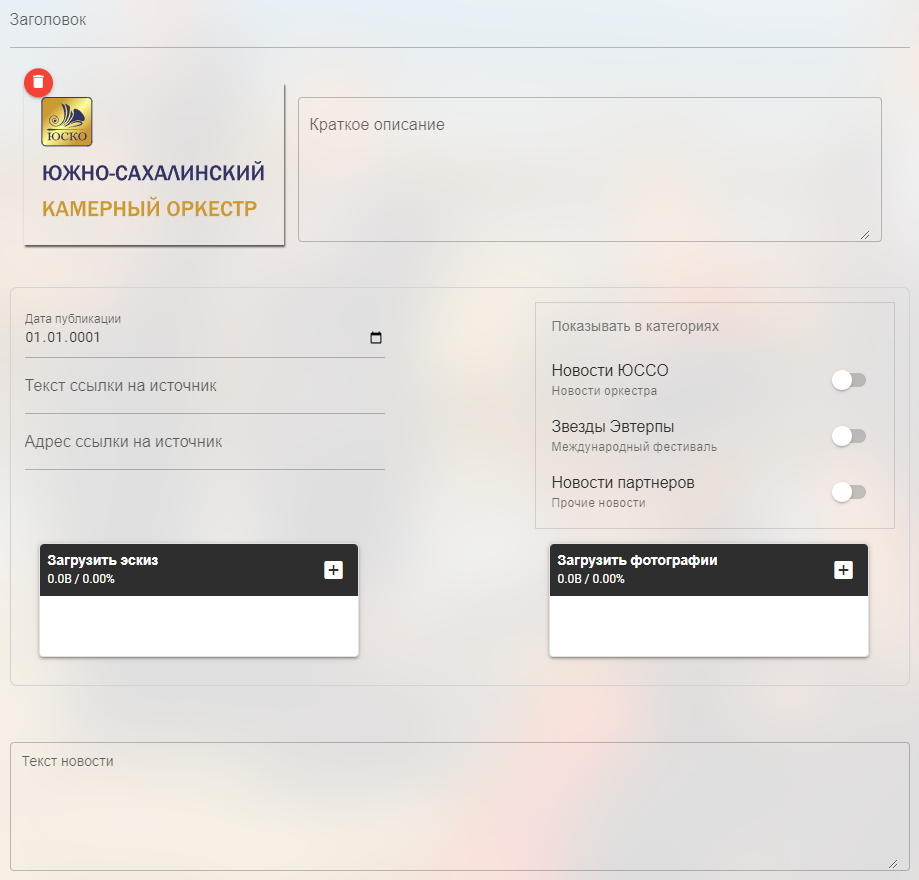 Заголовок
ЮСКО
ЮЖНО-САХАЛИНСКИЙ
КАМЕРНЫЙ ОРКЕСТР
Краткое описание
Дата публикации
01.01.0001
Текст ссылки на источник
Адрес ссылки на источник
Показывать в категориях
Новости ЮССО
Новости оркестра
Звезды Эвтерпы
Международный фестиваль
Новости партнеров
Прочие новости
Загрузить эскиз
0.0B / 0.00%
Загрузить фотографии
0.0B / 0.00%
Текст новости